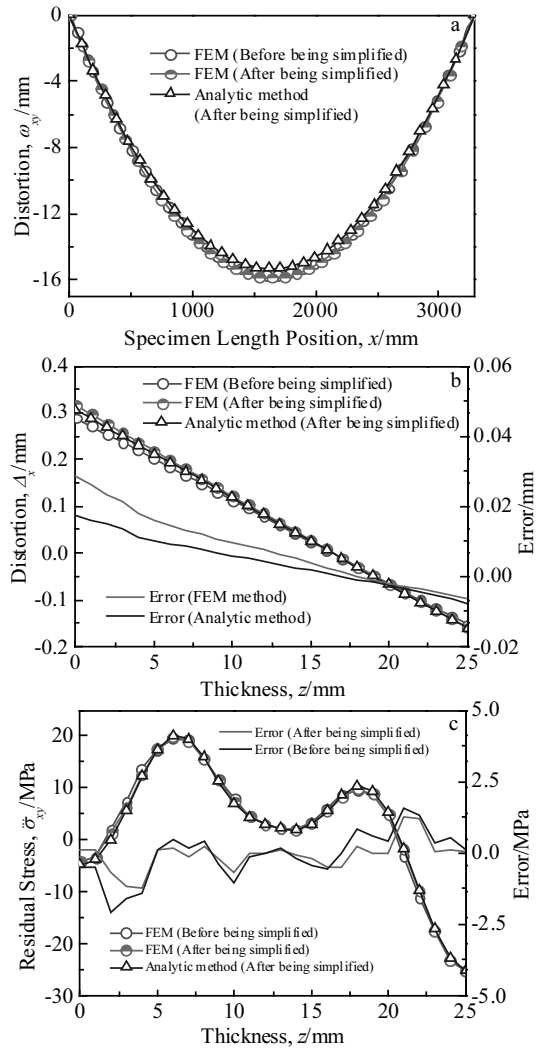 a
0
-4
-8
-12
-16
Distortion, ω_xy/mm
FEM (Before being simplified)
FEM (After being simplified)
Analytic method
(After being simplified)
0 1000 2000 3000
Specimen Length Position, x/mm
b
0.4
0.3
0.2
0.1
0.0
-0.1
-0.2
Distortion, Δ_x/mm
FEM (Before being simplified)
FEM (After being simplified)
Analytic method (After being simplified)
Error (FEM method)
Error (Analytic method)
0.06
0.04
0.02
0.00
-0.02
Error/mm
0 5 10 15 20 25
Thickness, z/mm
c
20
10
0
-10
-20
-30
Residual Stress, σ̈_xy/MPa
Error (After being simplified)
Error (Before being simplified)
FEM (Before being simplified)
FEM (After being simplified)
Analytic method (After being simplified)
5.0
2.5
0.0
-2.5
-5.0
Error/MPa
0 5 10 15 20 25
Thickness, z/mm